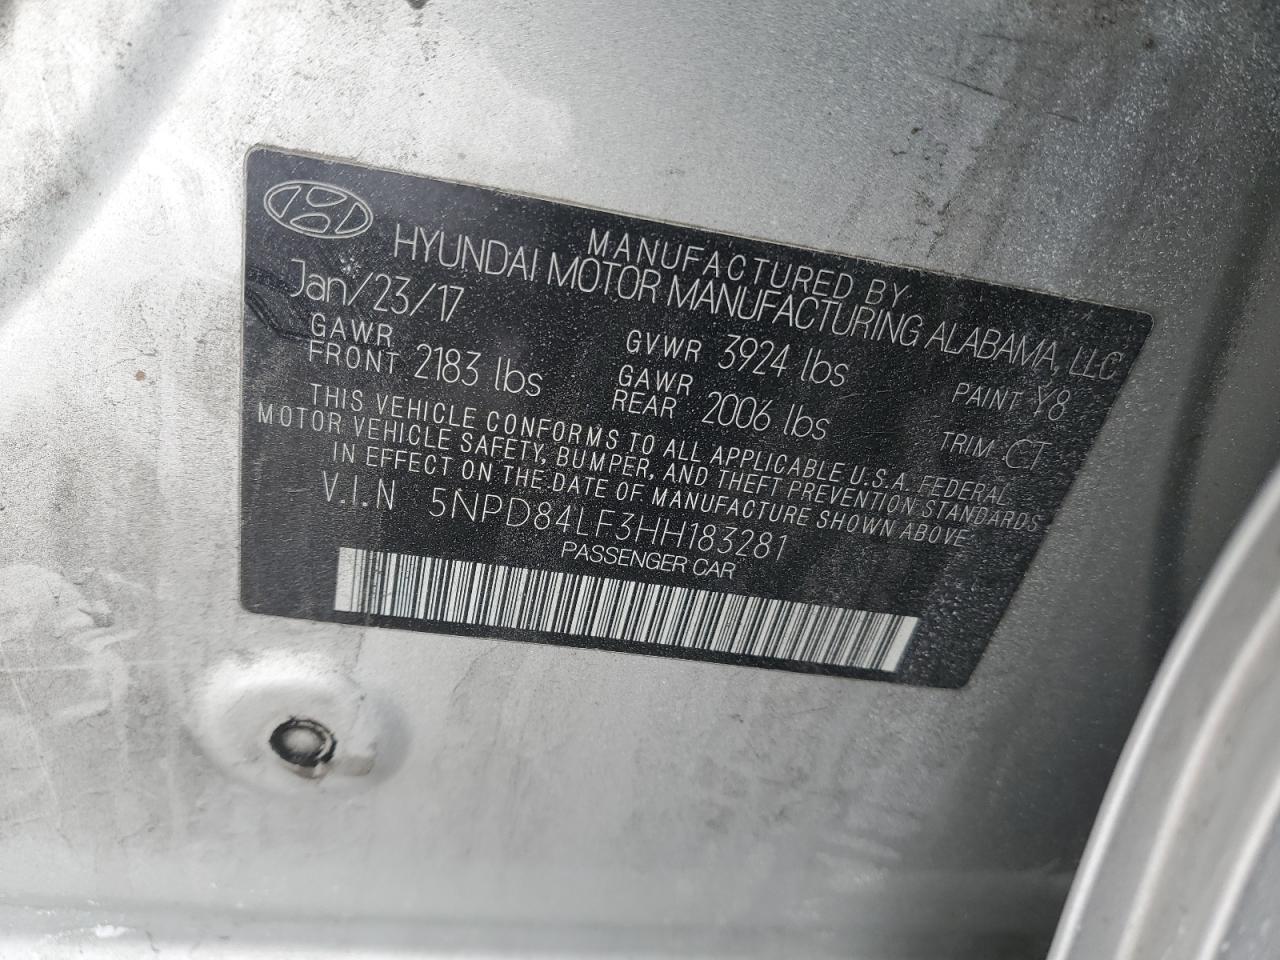 MANUFACTURED BY
HYUNDAI MOTOR MANUFACTURING ALABAMA, LLC
Jan/23/17
GVWR 3924 lbs
PAINT Y8
GAWR FRONT 2183 lbs
GAWR REAR 2006 lbs
TRIM CT
THIS VEHICLE CONFORMS TO ALL APPLICABLE U.S.A. FEDERAL
MOTOR VEHICLE SAFETY, BUMPER, AND THEFT PREVENTION STANDARDS
IN EFFECT ON THE DATE OF MANUFACTURE SHOWN ABOVE
V.I.N 5NPD84LF3HH183281
PASSENGER CAR